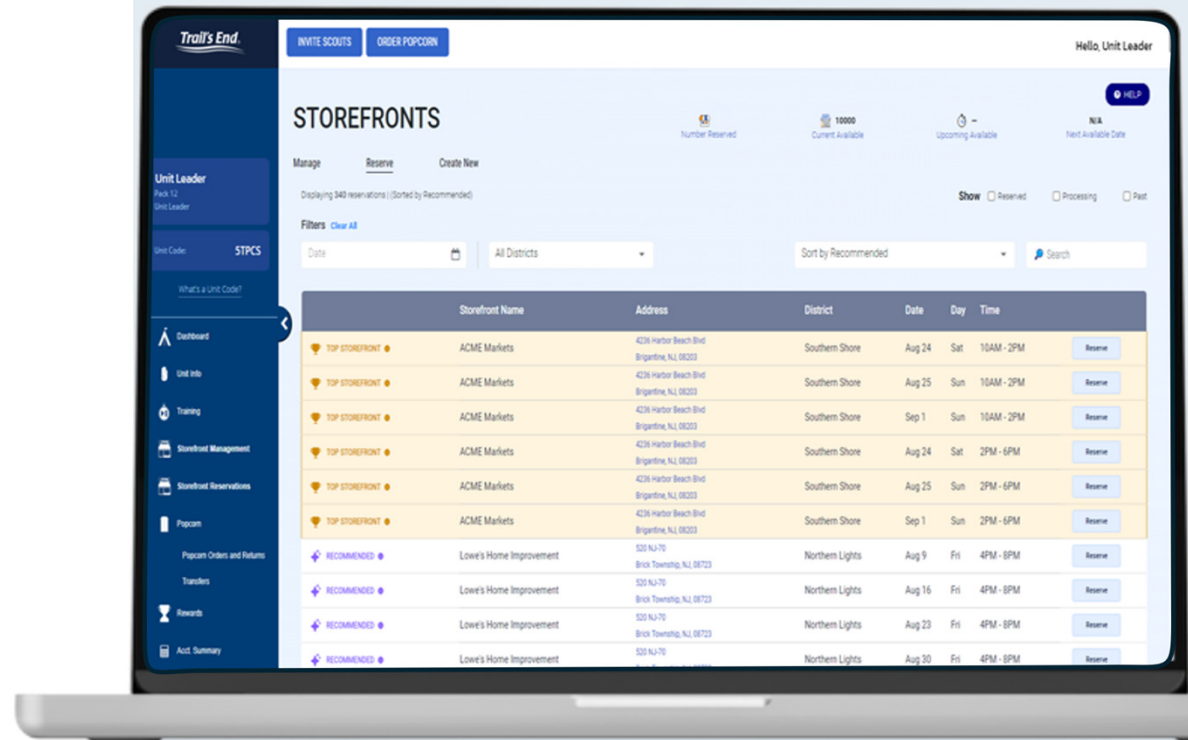 Trail's End.
INVITE SCOUTS ORDER POPCORN
Hello, Unit Leader
HELP
STOREFRONTS
Number Reserved
10000
Current Available
–
Upcoming Available
N/A
Next Available Date
Manage Reserve Create New
Displaying 340 reservations | (Sorted by Recommended)
Show Reserved Processing Past
Filters Clear All
Date All Districts Sort by Recommended Search
Unit Leader
Pack 12
Unit Leader
Unit Code: 5TPCS
What's a Unit Code?
Dashboard
Unit Info
Training
Storefront Management
Storefront Reservations
Popcorn
Popcorn Orders and Returns
Transfers
Rewards
Acct. Summary
Storefront Name Address District Date Day Time
TOP STOREFRONT ACME Markets 4236 Harbor Beach Blvd Southern Shore Aug 24 Sat 10AM - 2PM Reserve
Brigantine, NJ, 08203
TOP STOREFRONT ACME Markets 4236 Harbor Beach Blvd Southern Shore Aug 25 Sun 10AM - 2PM Reserve
Brigantine, NJ, 08203
TOP STOREFRONT ACME Markets 4236 Harbor Beach Blvd Southern Shore Sep 1 Sun 10AM - 2PM Reserve
Brigantine, NJ, 08203
TOP STOREFRONT ACME Markets 4236 Harbor Beach Blvd Southern Shore Aug 24 Sat 2PM - 6PM Reserve
Brigantine, NJ, 08203
TOP STOREFRONT ACME Markets 4236 Harbor Beach Blvd Southern Shore Aug 25 Sun 2PM - 6PM Reserve
Brigantine, NJ, 08203
TOP STOREFRONT ACME Markets 4236 Harbor Beach Blvd Southern Shore Sep 1 Sun 2PM - 6PM Reserve
Brigantine, NJ, 08203
RECOMMENDED Lowe's Home Improvement 520 NJ-70 Northern Lights Aug 9 Fri 4PM - 8PM Reserve
Brick Township, NJ, 08723
RECOMMENDED Lowe's Home Improvement 520 NJ-70 Northern Lights Aug 16 Fri 4PM - 8PM Reserve
Brick Township, NJ, 08723
RECOMMENDED Lowe's Home Improvement 520 NJ-70 Northern Lights Aug 23 Fri 4PM - 8PM Reserve
Brick Township, NJ, 08723
RECOMMENDED Lowe's Home Improvement 520 NJ-70 Northern Lights Aug 30 Fri 4PM - 8PM Reserve